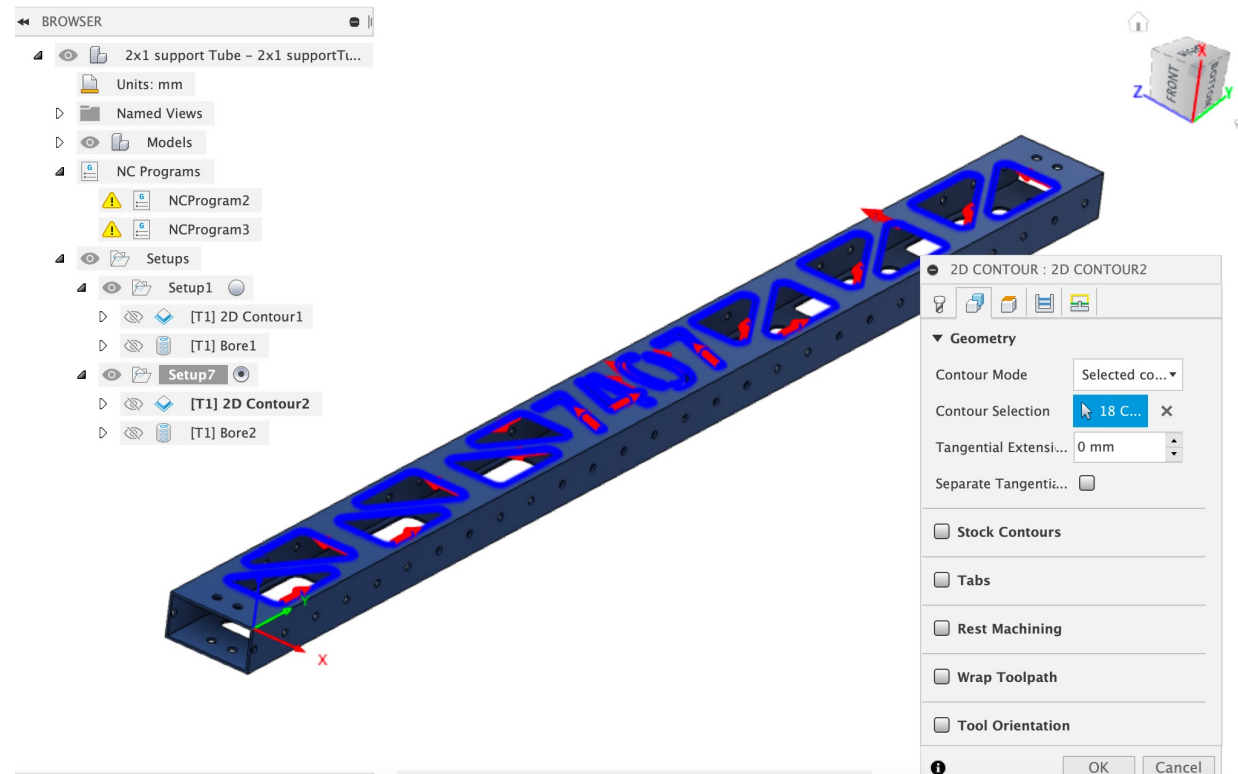 BROWSER
2x1 support Tube – 2x1 supportTu...
Units: mm
Named Views
Models
NC Programs
NCProgram2
NCProgram3
Setups
Setup1
[T1] 2D Contour1
[T1] Bore1
Setup7
[T1] 2D Contour2
[T1] Bore2
7407
Y
X
X
Z
Y
FRONT
BOTTOM
2D CONTOUR : 2D CONTOUR2
Geometry
Contour Mode
Selected co...
Contour Selection
18 C...
Tangential Extensi...
0 mm
Separate Tangentia...
Stock Contours
Tabs
Rest Machining
Wrap Toolpath
Tool Orientation
OK
Cancel